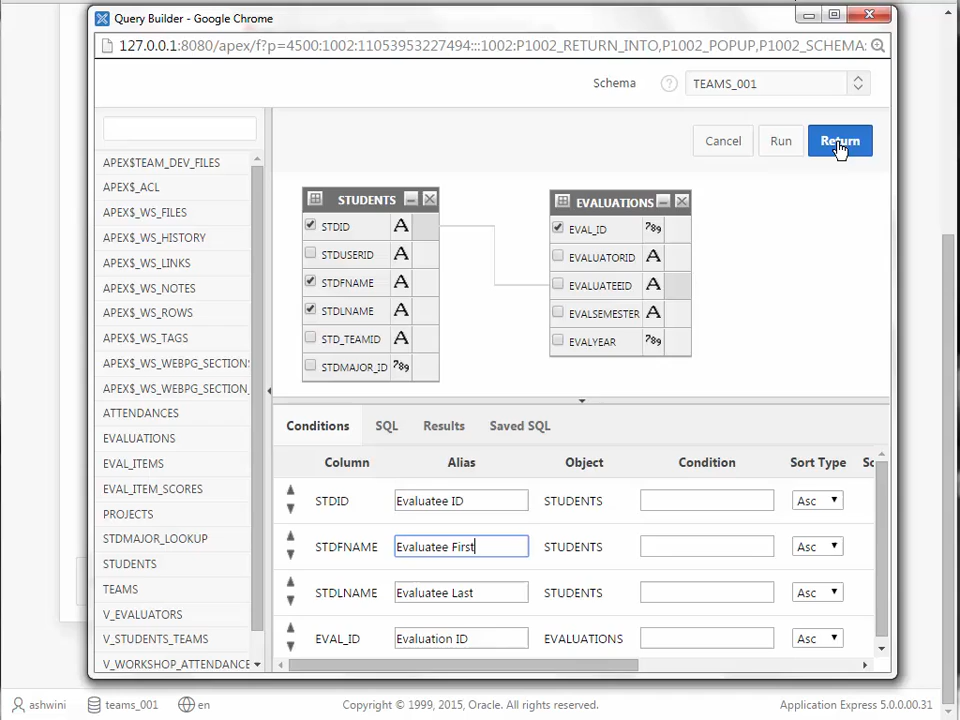 Query Builder - Google Chrome
127.0.0.1:8080/apex/f?p=4500:1002:11053953227494:::1002:P1002_RETURN_INTO,P1002_POPUP,P1002_SCHEMA:
Schema ? TEAMS_001
Cancel Run Return
APEX$TEAM_DEV_FILES
APEX$_ACL
APEX$_WS_FILES
APEX$_WS_HISTORY
APEX$_WS_LINKS
APEX$_WS_NOTES
APEX$_WS_ROWS
APEX$_WS_TAGS
APEX$_WS_WEBPG_SECTION
APEX$_WS_WEBPG_SECTION_
ATTENDANCES
EVALUATIONS
EVAL_ITEMS
EVAL_ITEM_SCORES
PROJECTS
STDMAJOR_LOOKUP
STUDENTS
TEAMS
V_EVALUATORS
V_STUDENTS_TEAMS
V_WORKSHOP_ATTENDANCE
STUDENTS
STDID A
STDUSERID A
STDFNAME A
STDLNAME A
STD_TEAMID A
STDMAJOR_ID 789
EVALUATIONS
EVAL_ID 789
EVALUATORID A
EVALUATEEID A
EVALSEMESTER A
EVALYEAR 789
Conditions SQL Results Saved SQL
Column Alias Object Condition Sort Type So
STDID Evaluatee ID STUDENTS Asc
STDFNAME Evaluatee First STUDENTS Asc
STDLNAME Evaluatee Last STUDENTS Asc
EVAL_ID Evaluation ID EVALUATIONS Asc
ashwini teams_001 en Copyright © 1999, 2015, Oracle. All rights reserved. Application Express 5.0.0.00.31